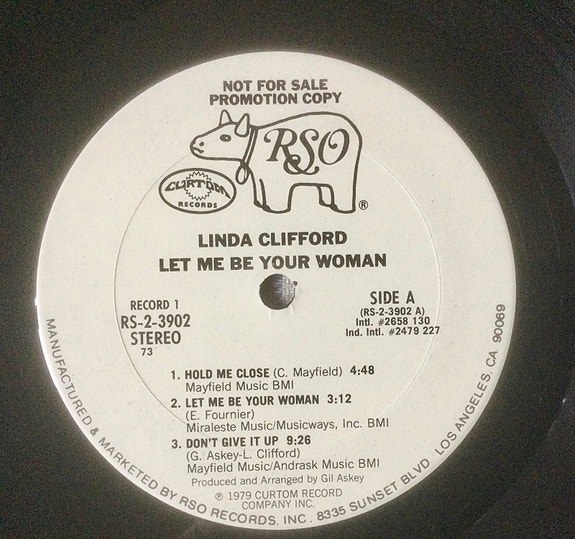 NOT FOR SALE
PROMOTION COPY
RSO
®
CURTOM
RECORDS
LINDA CLIFFORD
LET ME BE YOUR WOMAN
RECORD 1
RS-2-3902
STEREO
73
SIDE A
(RS-2-3902 A)
Intl. #2658 130
Ind. Intl. #2479 227
1. HOLD ME CLOSE (C. Mayfield) 4:48
Mayfield Music BMI
2. LET ME BE YOUR WOMAN 3:12
(E. Fournier)
Miraleste Music/Musicways, Inc. BMI
3. DON'T GIVE IT UP 9:26
(G. Askey-L. Clifford)
Mayfield Music/Andrask Music BMI
Produced and Arranged by Gil Askey
℗ 1979 CURTOM RECORD
COMPANY INC.
MANUFACTURED & MARKETED BY RSO RECORDS, INC. 8335 SUNSET BLVD LOS ANGELES, CA 90069